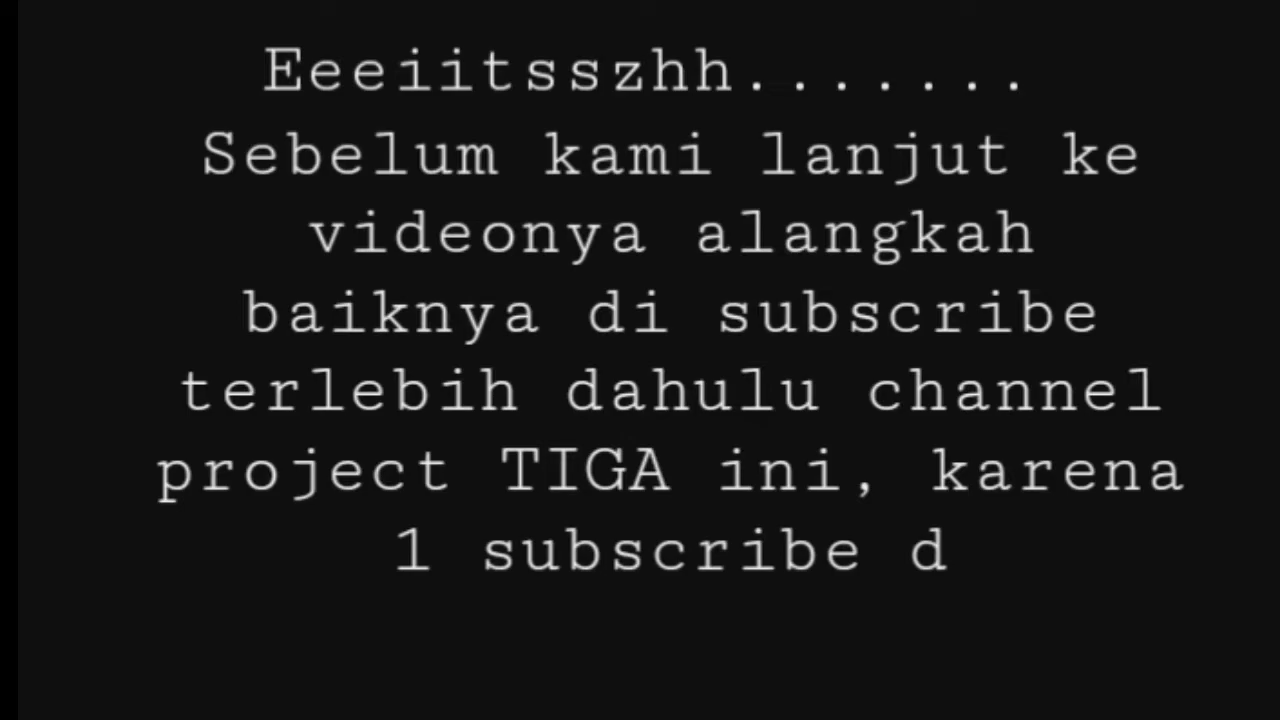 Eeeiitsszhh.......
Sebelum kami lanjut ke
videonya alangkah
baiknya di subscribe
terlebih dahulu channel
project TIGA ini, karena
1 subscribe d